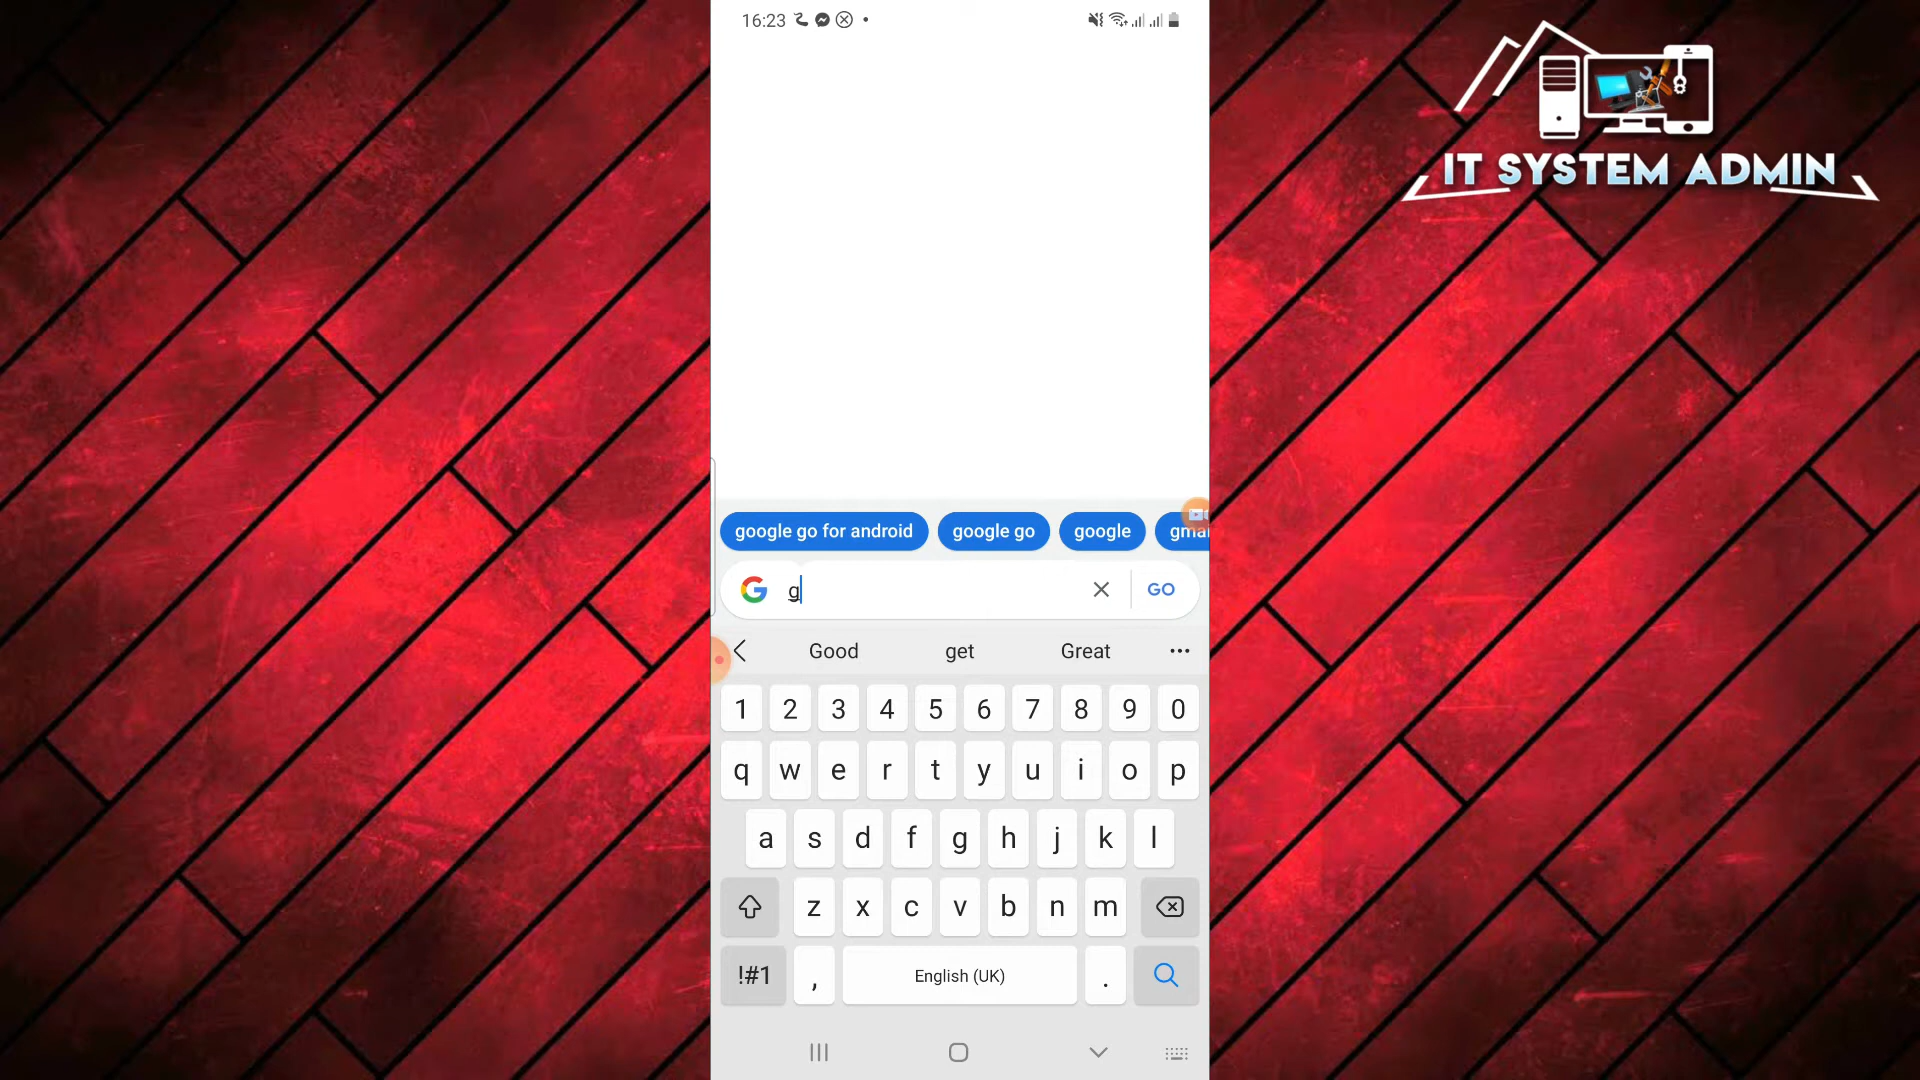 16:23
IT SYSTEM ADMIN
google go for android google go google gmai
g GO
Good get Great
1 2 3 4 5 6 7 8 9 0
q w e r t y u i o p
a s d f g h j k l
z x c v b n m
!#1 , English (UK) .